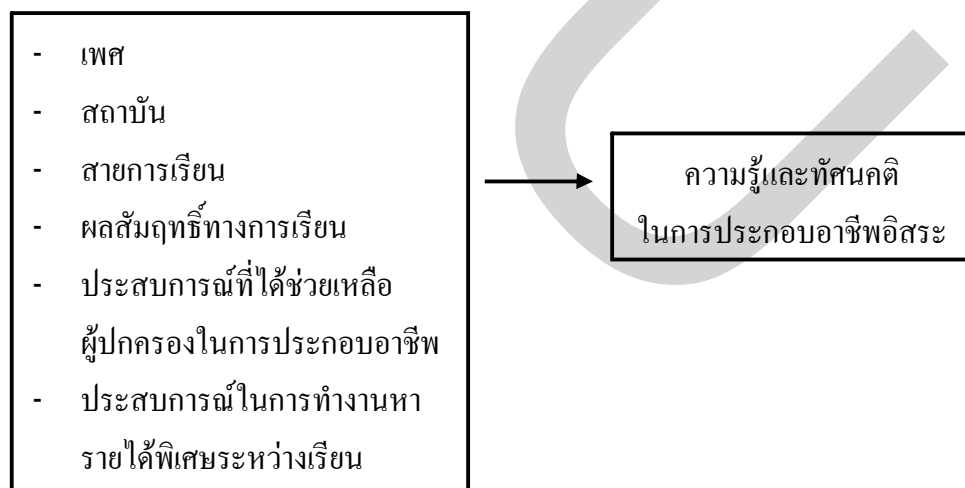 - เพศ
- สถาบัน
- สายการเรียน
- ผลสัมฤทธิ์ทางการเรียน
- ประสบการณ์ที่ได้ช่วยเหลือ
ผู้ปกครองในการประกอบอาชีพ
- ประสบการณ์ในการทำงานหา
รายได้พิเศษระหว่างเรียน
ความรู้และทัศนคติ
ในการประกอบอาชีพอิสระ